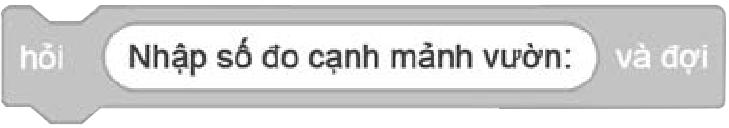 hỏi Nhập số đo cạnh mảnh vườn: và đợi